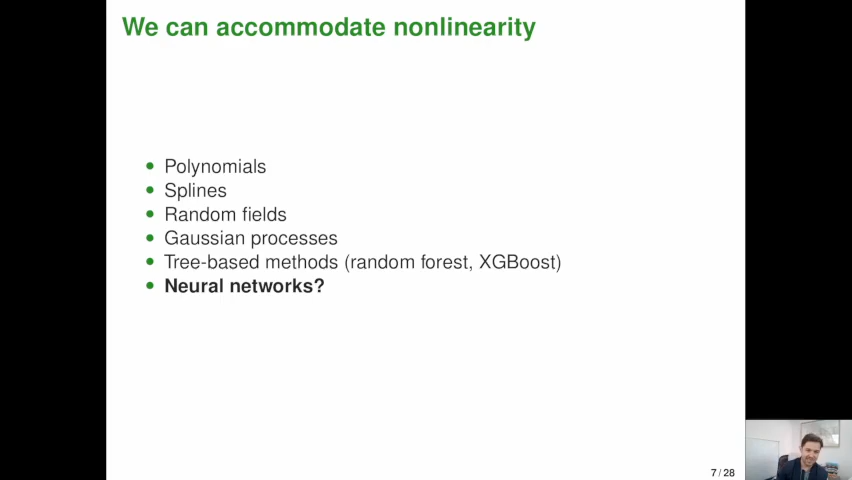 We can accommodate nonlinearity
• Polynomials
• Splines
• Random fields
• Gaussian processes
• Tree-based methods (random forest, XGBoost)
• Neural networks?
7 / 28